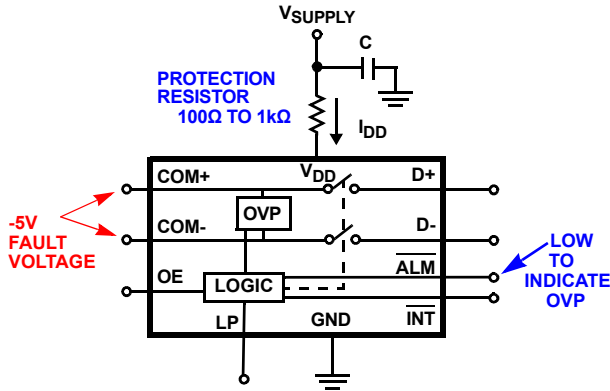 VSUPPLY
C
PROTECTION
RESISTOR
100Ω TO 1kΩ
IDD
VDD
COM+
D+
OVP
COM-
D-
-5V
FAULT
VOLTAGE
ALM
LOW
TO
INDICATE
OVP
OE
LOGIC
LP
GND
INT